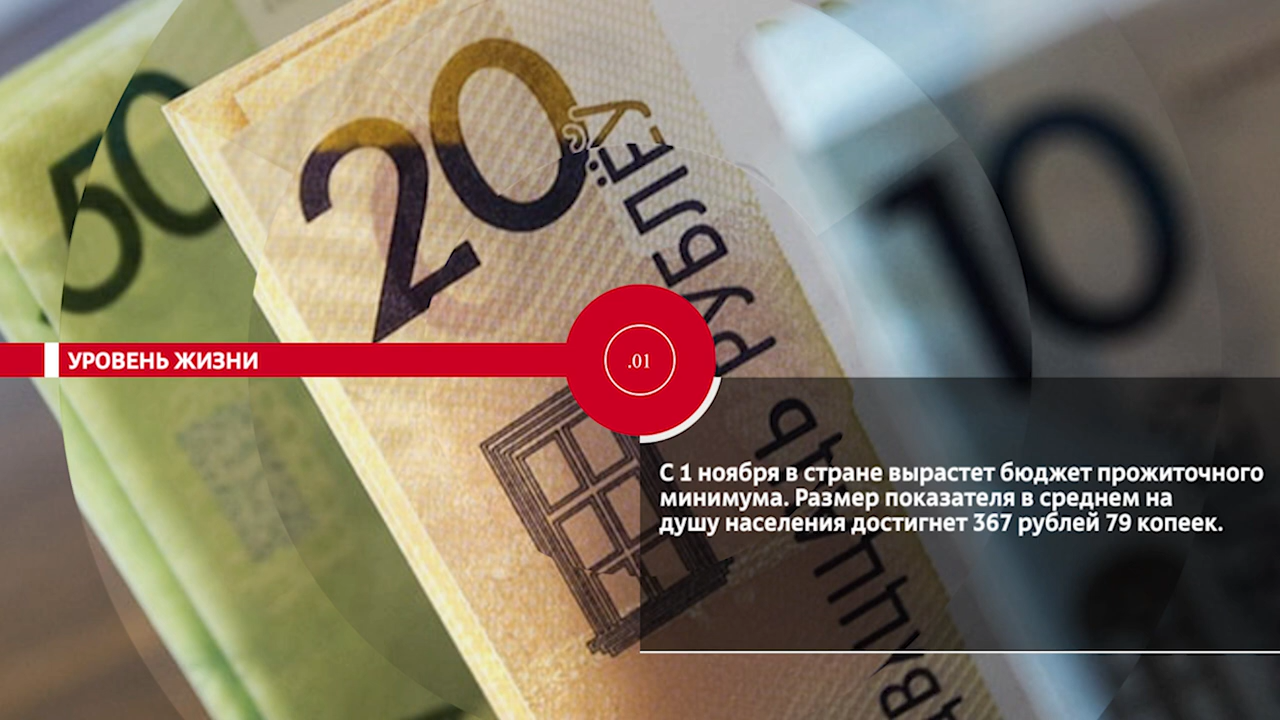 50
20
РУБЛЁЎ
ДВАЦЦАЦЬ
10
УРОВЕНЬ ЖИЗНИ
.01
С 1 ноября в стране вырастет бюджет прожиточного
минимума. Размер показателя в среднем на
душу населения достигнет 367 рублей 79 копеек.